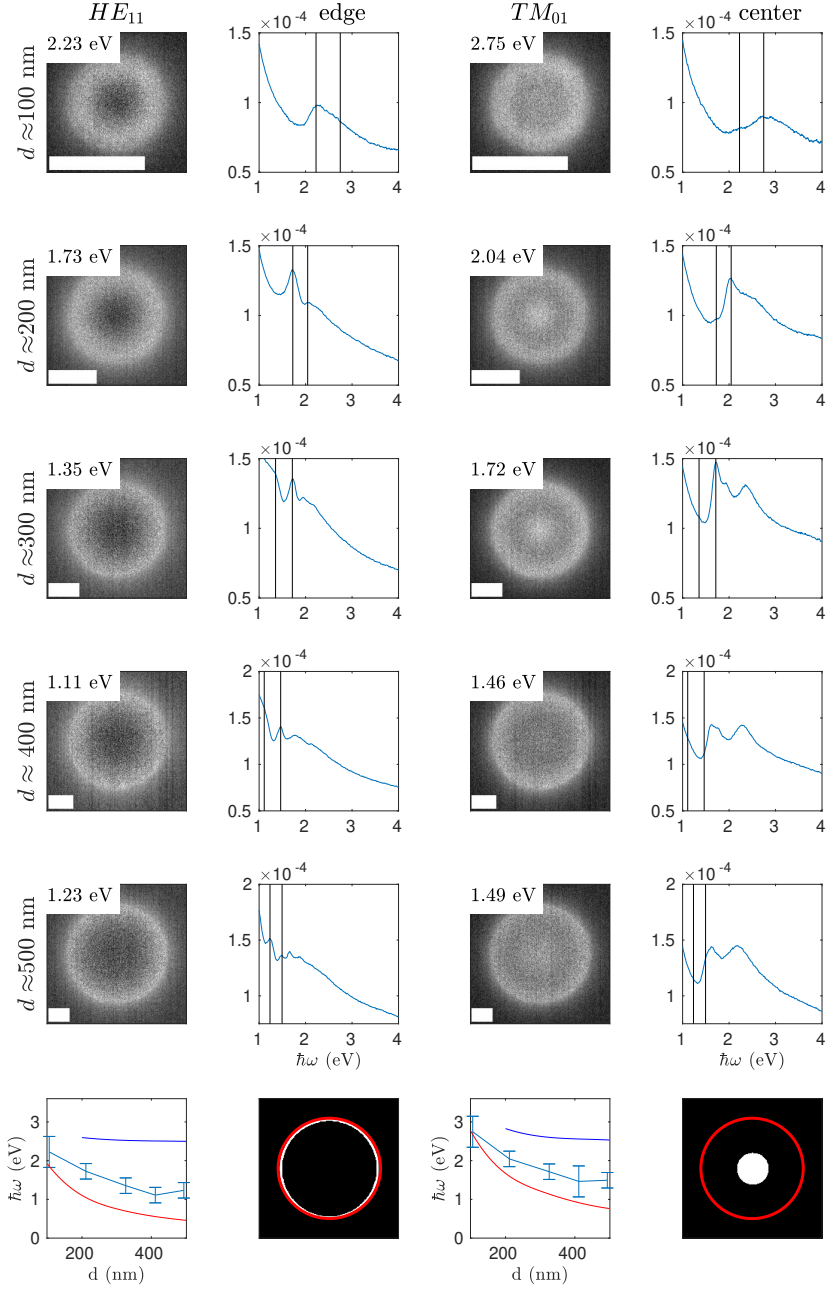 HE₁₁ edge TM₀₁ center
d ≈100 nm
2.23 eV
×10⁻⁴
1.5
1
0.5
1 2 3 4
2.75 eV
×10⁻⁴
1.5
1
0.5
1 2 3 4
d ≈200 nm
1.73 eV
×10⁻⁴
1.5
1
0.5
1 2 3 4
2.04 eV
×10⁻⁴
1.5
1
0.5
1 2 3 4
d ≈300 nm
1.35 eV
×10⁻⁴
1.5
1
0.5
1 2 3 4
1.72 eV
×10⁻⁴
1.5
1
0.5
1 2 3 4
d ≈ 400 nm
1.11 eV
×10⁻⁴
2
1.5
1
0.5
1 2 3 4
1.46 eV
×10⁻⁴
2
1.5
1
0.5
1 2 3 4
d ≈500 nm
1.23 eV
×10⁻⁴
2
1.5
1
1 2 3 4
ħω (eV)
1.49 eV
×10⁻⁴
2
1.5
1
1 2 3 4
ħω (eV)
ħω (eV)
3
2
1
0
200 400
d (nm)
ħω (eV)
3
2
1
0
200 400
d (nm)